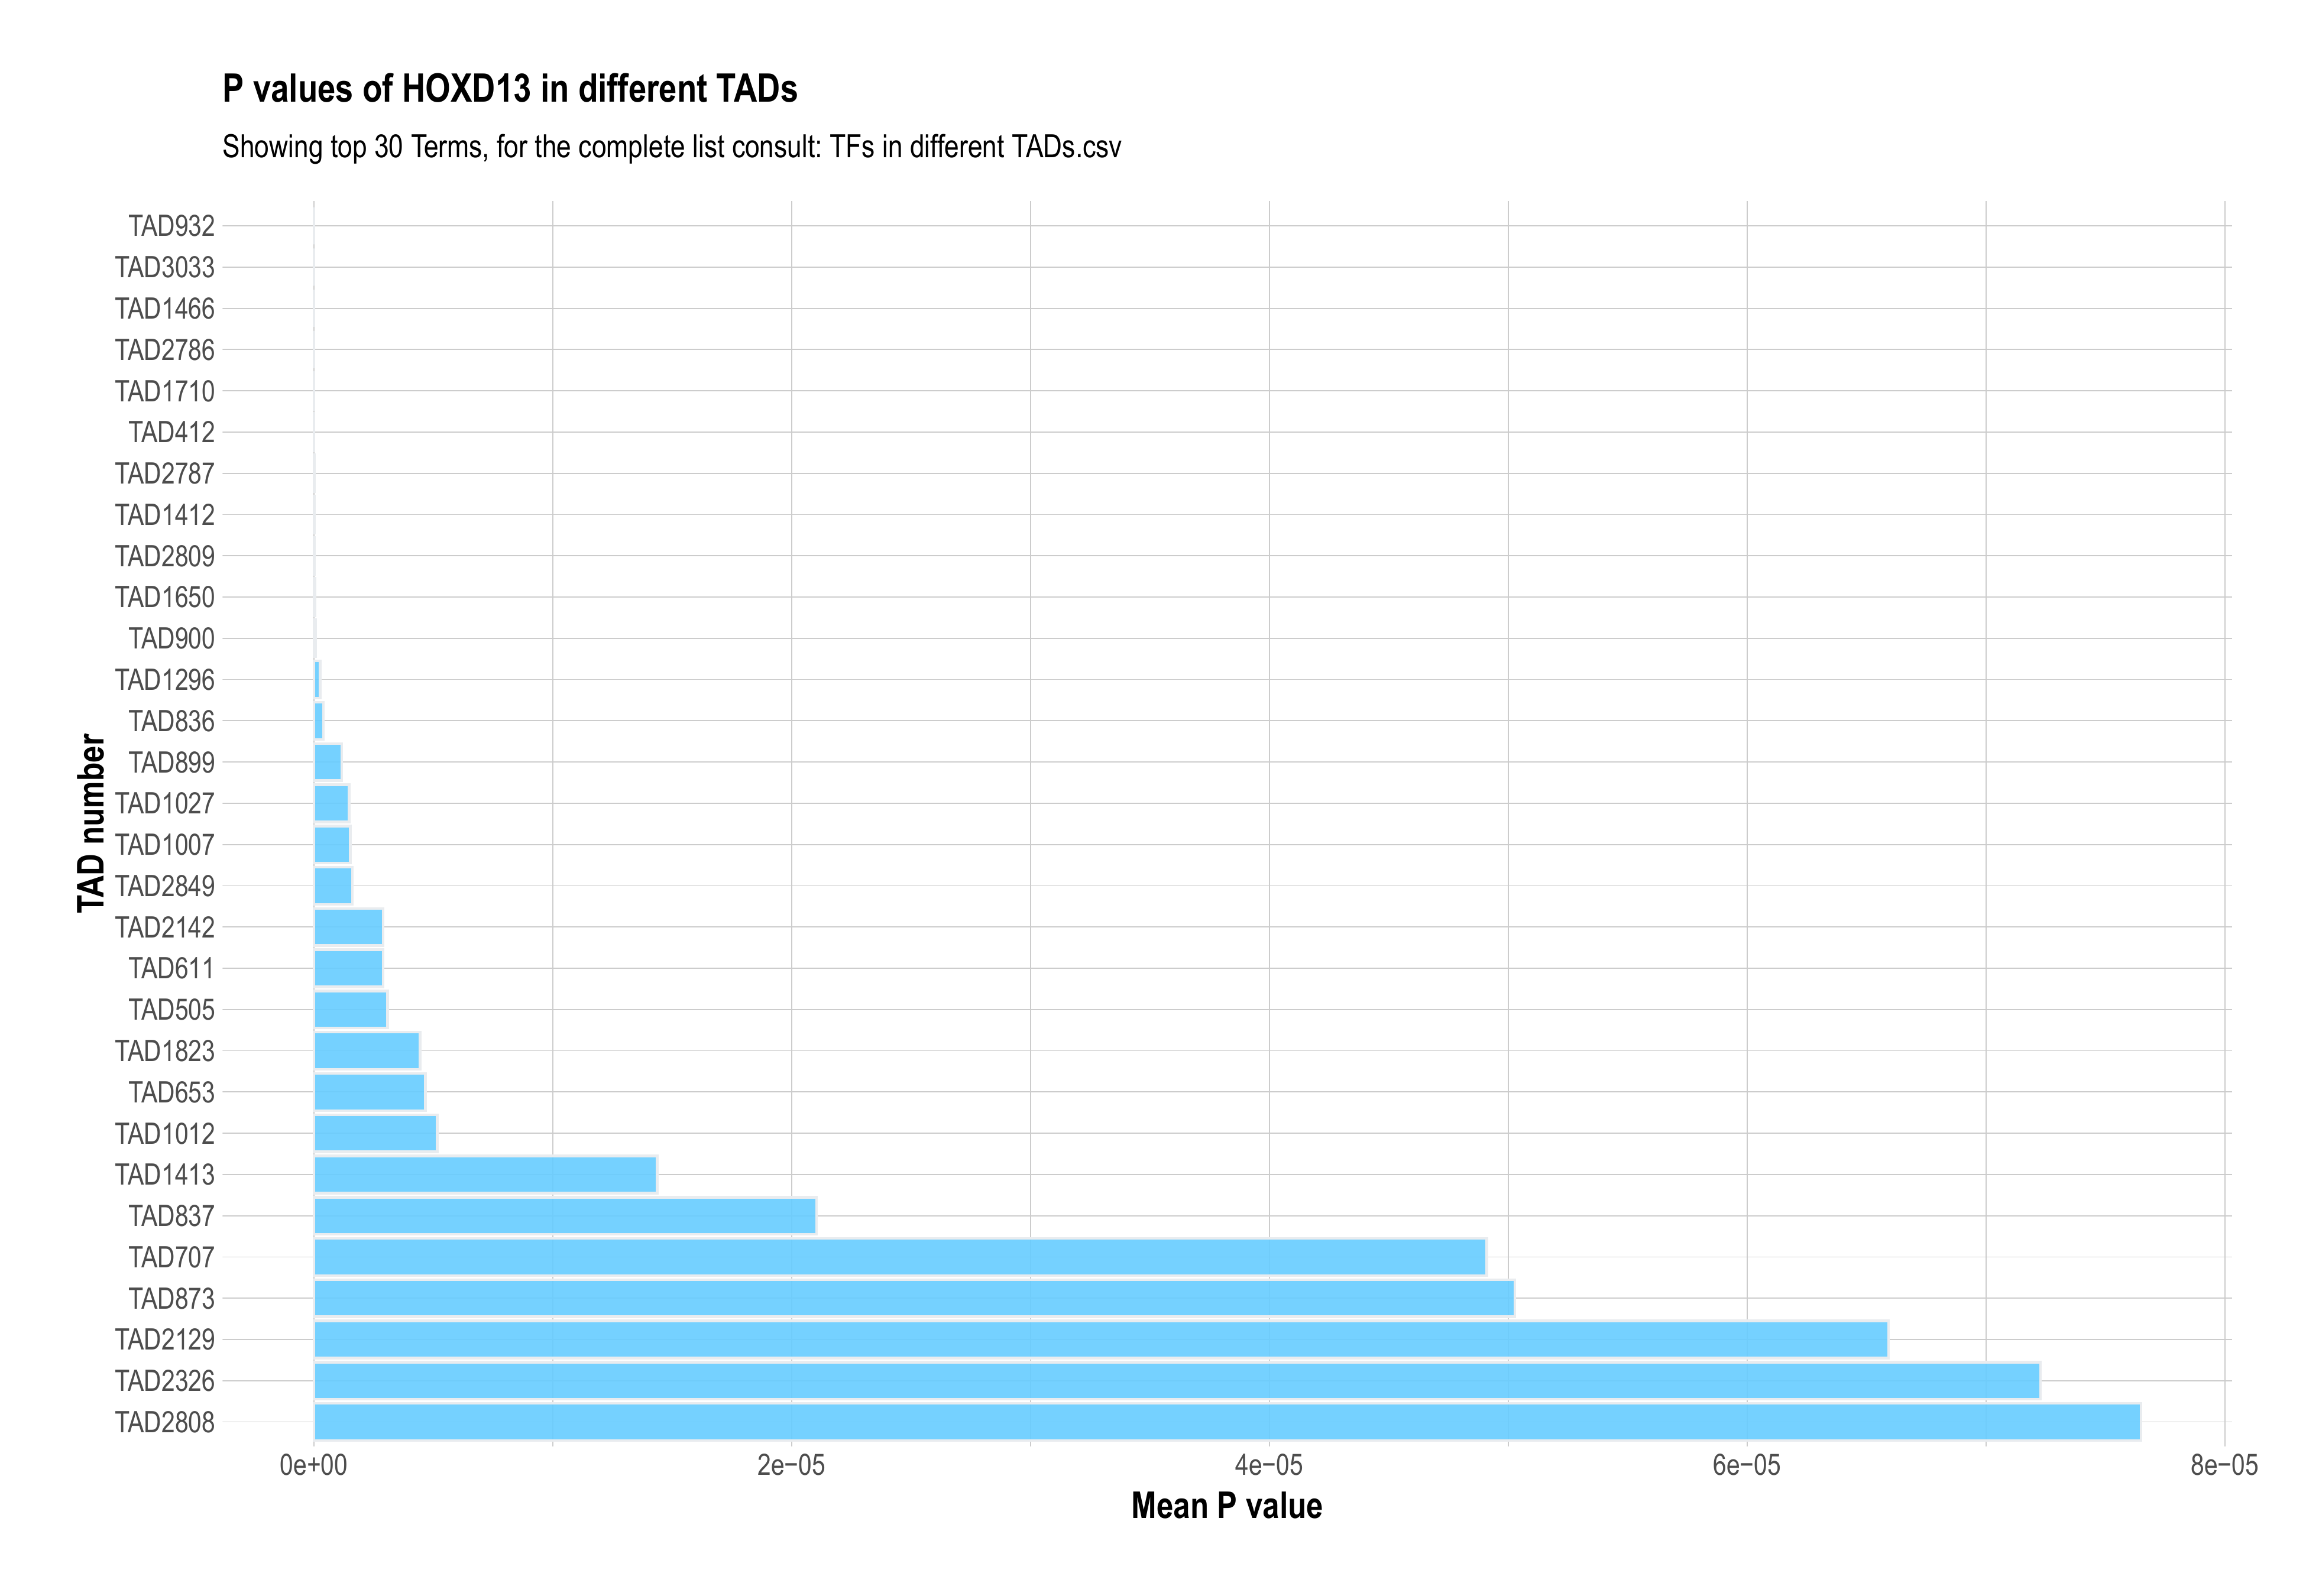 P values of HOXD13 in different TADs
Showing top 30 Terms, for the complete list consult: TFs in different TADs.csv
TAD932
TAD3033
TAD1466
TAD2786
TAD1710
TAD412
TAD2787
TAD1412
TAD2809
TAD1650
TAD900
TAD1296
TAD836
TAD899
TAD1027
TAD1007
TAD2849
TAD2142
TAD611
TAD505
TAD1823
TAD653
TAD1012
TAD1413
TAD837
TAD707
TAD873
TAD2129
TAD2326
TAD2808
TAD number
0e+00 2e−05 4e−05 6e−05 8e−05
Mean P value